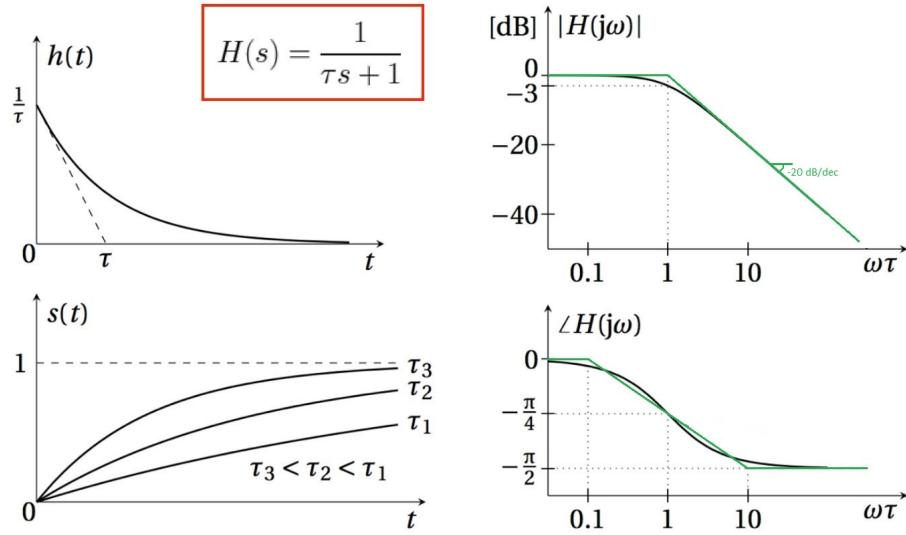 h(t)
H(s) = 1/(τs + 1)
1/τ
0
τ
t
[dB]
|H(jω)|
0
−3
−20
−40
-20 dB/dec
0.1
1
10
ωτ
s(t)
1
τ₃
τ₂
τ₁
τ₃ < τ₂ < τ₁
0
t
∠H(jω)
0
−π/4
−π/2
0.1
1
10
ωτ